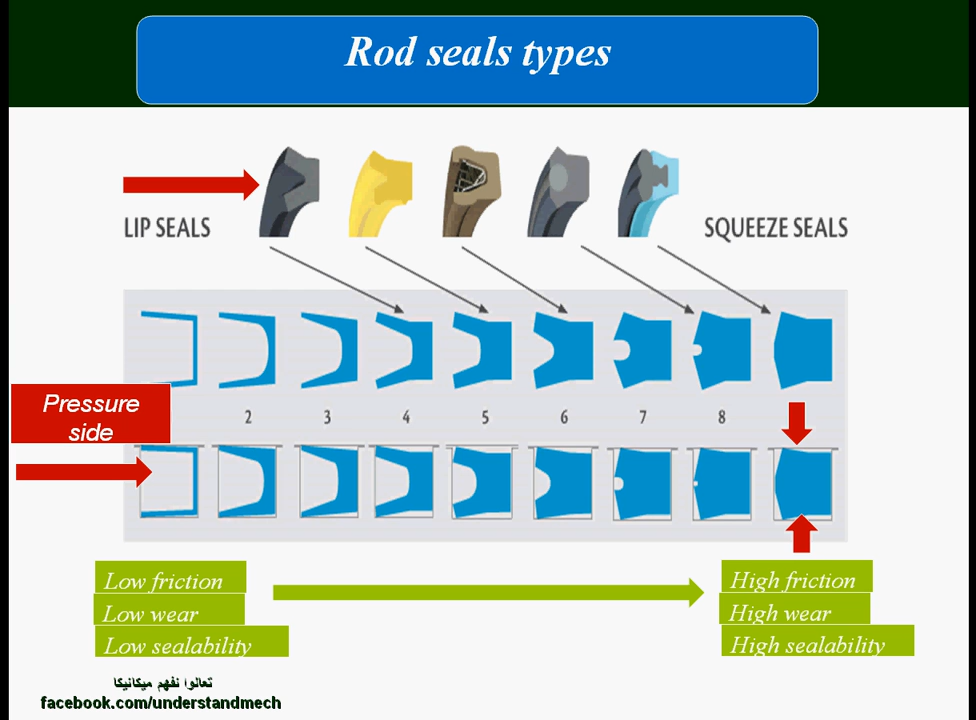 Rod seals types
LIP SEALS
SQUEEZE SEALS
Pressure
side
2 3 4 5 6 7 8
Low friction
Low wear
Low sealability
High friction
High wear
High sealability
تعالوا نفهم ميكانيكا
facebook.com/understandmech